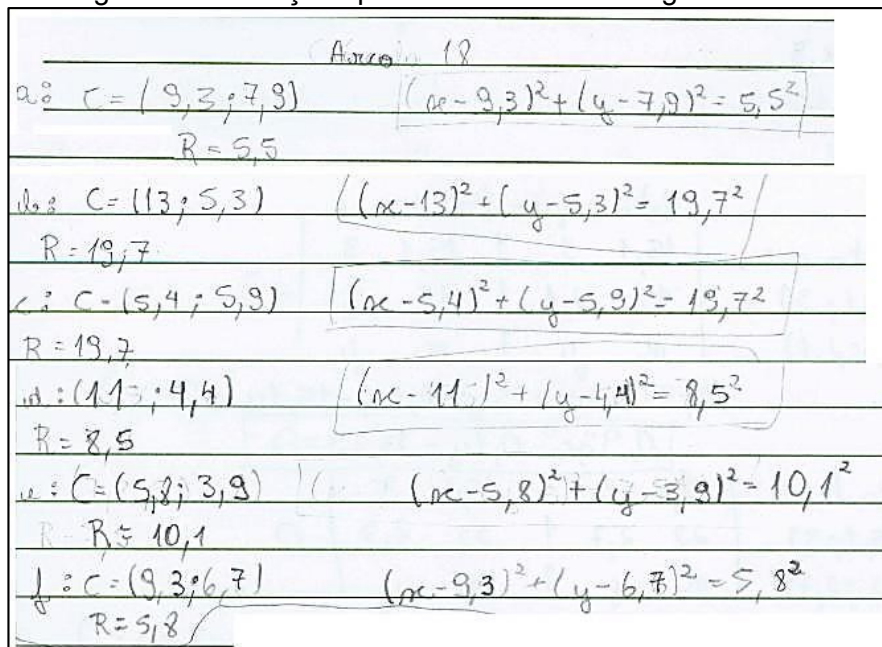 Arco 18
a: C = (9,3 ; 7,9) (x-9,3)² + (y-7,9)² = 5,5²
R = 5,5
b: C = (13 ; 5,3) (x-13)² + (y-5,3)² = 19,7²
R = 19,7
c: C = (5,4 ; 5,9) (x-5,4)² + (y-5,9)² = 19,7²
R = 19,7
d: (11 ; 4,4) (x-11)² + (y-4,4)² = 8,5²
R = 8,5
e: C = (5,8 ; 3,9) (x-5,8)² + (y-3,9)² = 10,1²
R = 10,1
f: C = (9,3 ; 6,7) (x-9,3)² + (y-6,7)² = 5,8²
R = 5,8